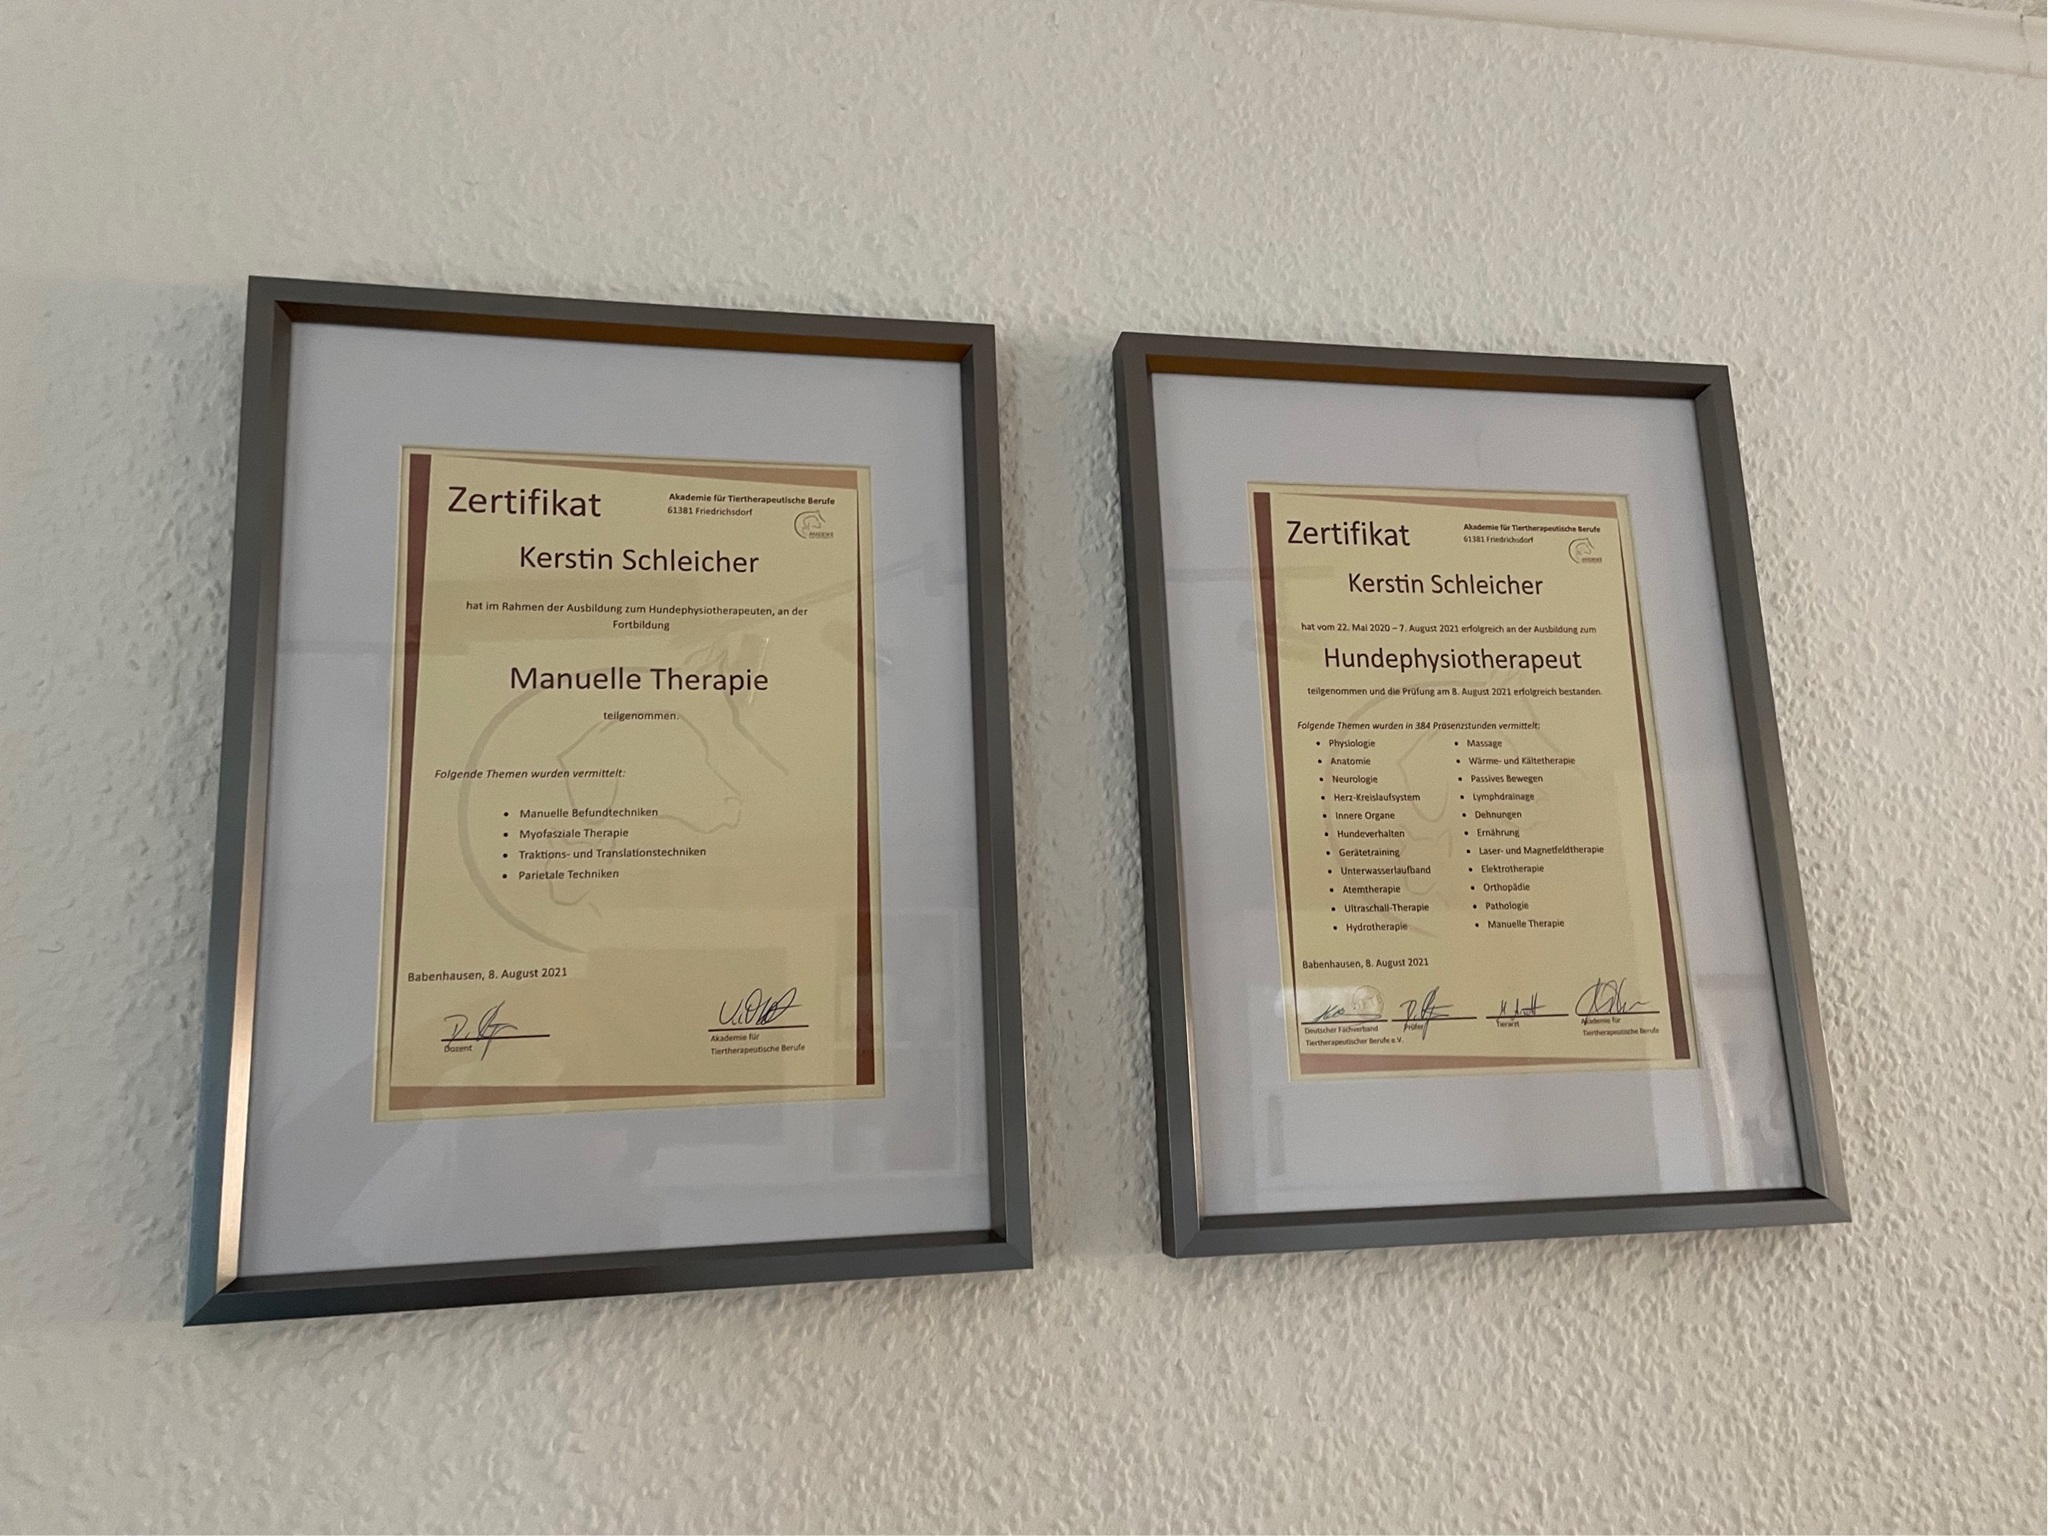 Zertifikat
Akademie für Tiertherapeutische Berufe
61381 Friedrichsdorf
Kerstin Schleicher
hat im Rahmen der Ausbildung zum Hundephysiotherapeuten, an der
Fortbildung
Manuelle Therapie
teilgenommen.
Folgende Themen wurden vermittelt:
• Manuelle Befundtechniken
• Myofasziale Therapie
• Traktions- und Translationstechniken
• Parietale Techniken
Babenhausen, 8. August 2021
Dozent
Akademie für
Tiertherapeutische Berufe
Zertifikat
Akademie für Tiertherapeutische Berufe
61381 Friedrichsdorf
Kerstin Schleicher
hat vom 22. Mai 2020 – 7. August 2021 erfolgreich an der Ausbildung zum
Hundephysiotherapeut
teilgenommen und die Prüfung am 8. August 2021 erfolgreich bestanden.
Folgende Themen wurden in 384 Präsenzstunden vermittelt:
• Physiologie
• Anatomie
• Neurologie
• Herz-Kreislaufsystem
• Innere Organe
• Hundeverhalten
• Gerätetraining
• Unterwasserlaufband
• Atemtherapie
• Ultraschall-Therapie
• Hydrotherapie
• Massage
• Wärme- und Kältetherapie
• Passives Bewegen
• Lymphdrainage
• Dehnungen
• Ernährung
• Laser- und Magnetfeldtherapie
• Elektrotherapie
• Orthopädie
• Pathologie
• Manuelle Therapie
Babenhausen, 8. August 2021
Deutscher Fachverband
Tiertherapeutischer Berufe e.V.
Prüfer
Tierarzt
Akademie für
Tiertherapeutische Berufe